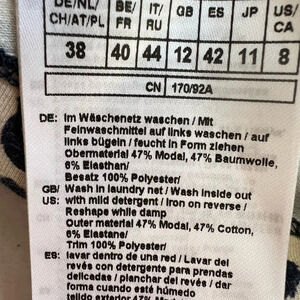 DE/NL/ BE/ IT/ GB ES JP US/
CH/AT/PL FR RU CA
38 40 44 12 42 11 8
CN 170/92A
DE: Im Wäschenetz waschen / Mit
Feinwaschmittel auf links waschen / auf
links bügeln / feucht in Form ziehen
Obermaterial 47% Modal, 47% Baumwolle,
6% Elasthan/
Besatz 100% Polyester/
GB/ Wash in laundry net / Wash inside out
US: with mild detergent / Iron on reverse /
Reshape while damp
Outer material 47% Modal, 47% Cotton,
6% Elastane/
Trim 100% Polyester/
ES: lavar dentro de una red / Lavar del
revés con detergente para prendas
delicadas / planchar del revés / dar
forma cuando esté húmedo
tejido exterior 47% Modal